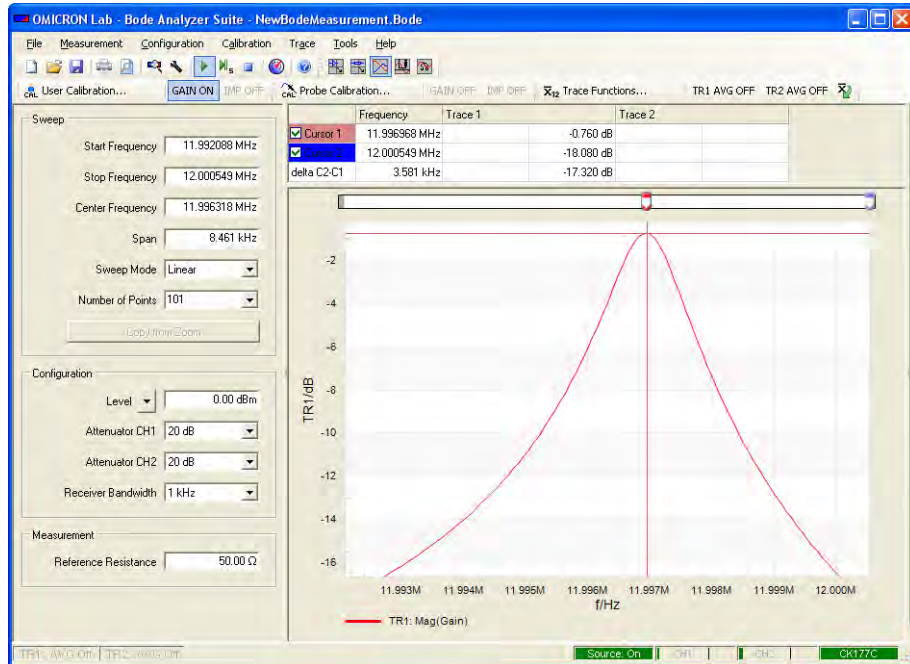 OMICRON Lab - Bode Analyzer Suite - NewBodeMeasurement.Bode
File Measurement Configuration Calibration Trace Tools Help
CAL User Calibration... GAIN ON IMP OFF CAL Probe Calibration... GAIN OFF IMP OFF X12 Trace Functions... TR1 AVG OFF TR2 AVG OFF
Sweep
Start Frequency 11.992088 MHz
Stop Frequency 12.000549 MHz
Center Frequency 11.996318 MHz
Span 8.461 kHz
Sweep Mode Linear
Number of Points 101
Copy from Zoom
Configuration
Level 0.00 dBm
Attenuator CH1 20 dB
Attenuator CH2 20 dB
Receiver Bandwidth 1 kHz
Measurement
Reference Resistance 50.00 Ω
Frequency Trace 1 Trace 2
Cursor 1 11.996968 MHz -0.760 dB
Cursor 2 12.000549 MHz -18.080 dB
delta C2-C1 3.581 kHz -17.320 dB
TR1/dB
-2
-4
-6
-8
-10
-12
-14
-16
11.993M 11.994M 11.995M 11.996M 11.997M 11.998M 11.999M 12.000M
f/Hz
TR1: Mag(Gain)
TR1: AVG Off TR2: AVG Off Source: On CH1 CH2 CK177C